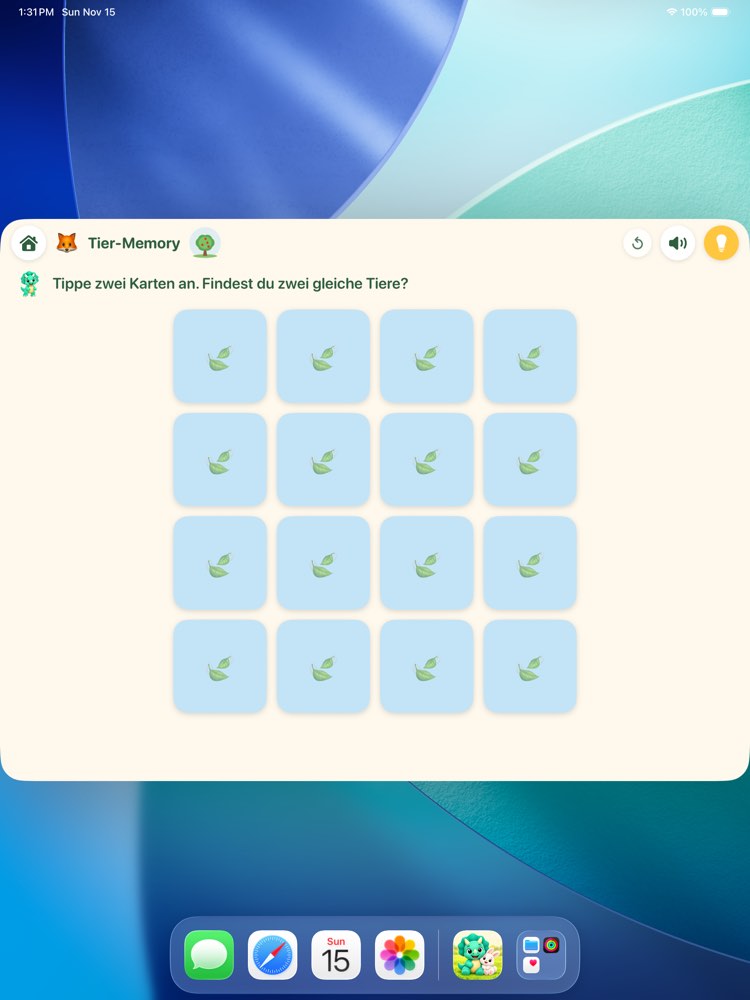 1:31 PM Sun Nov 15
100%
Tier-Memory
Tippe zwei Karten an. Findest du zwei gleiche Tiere?
Sun
15